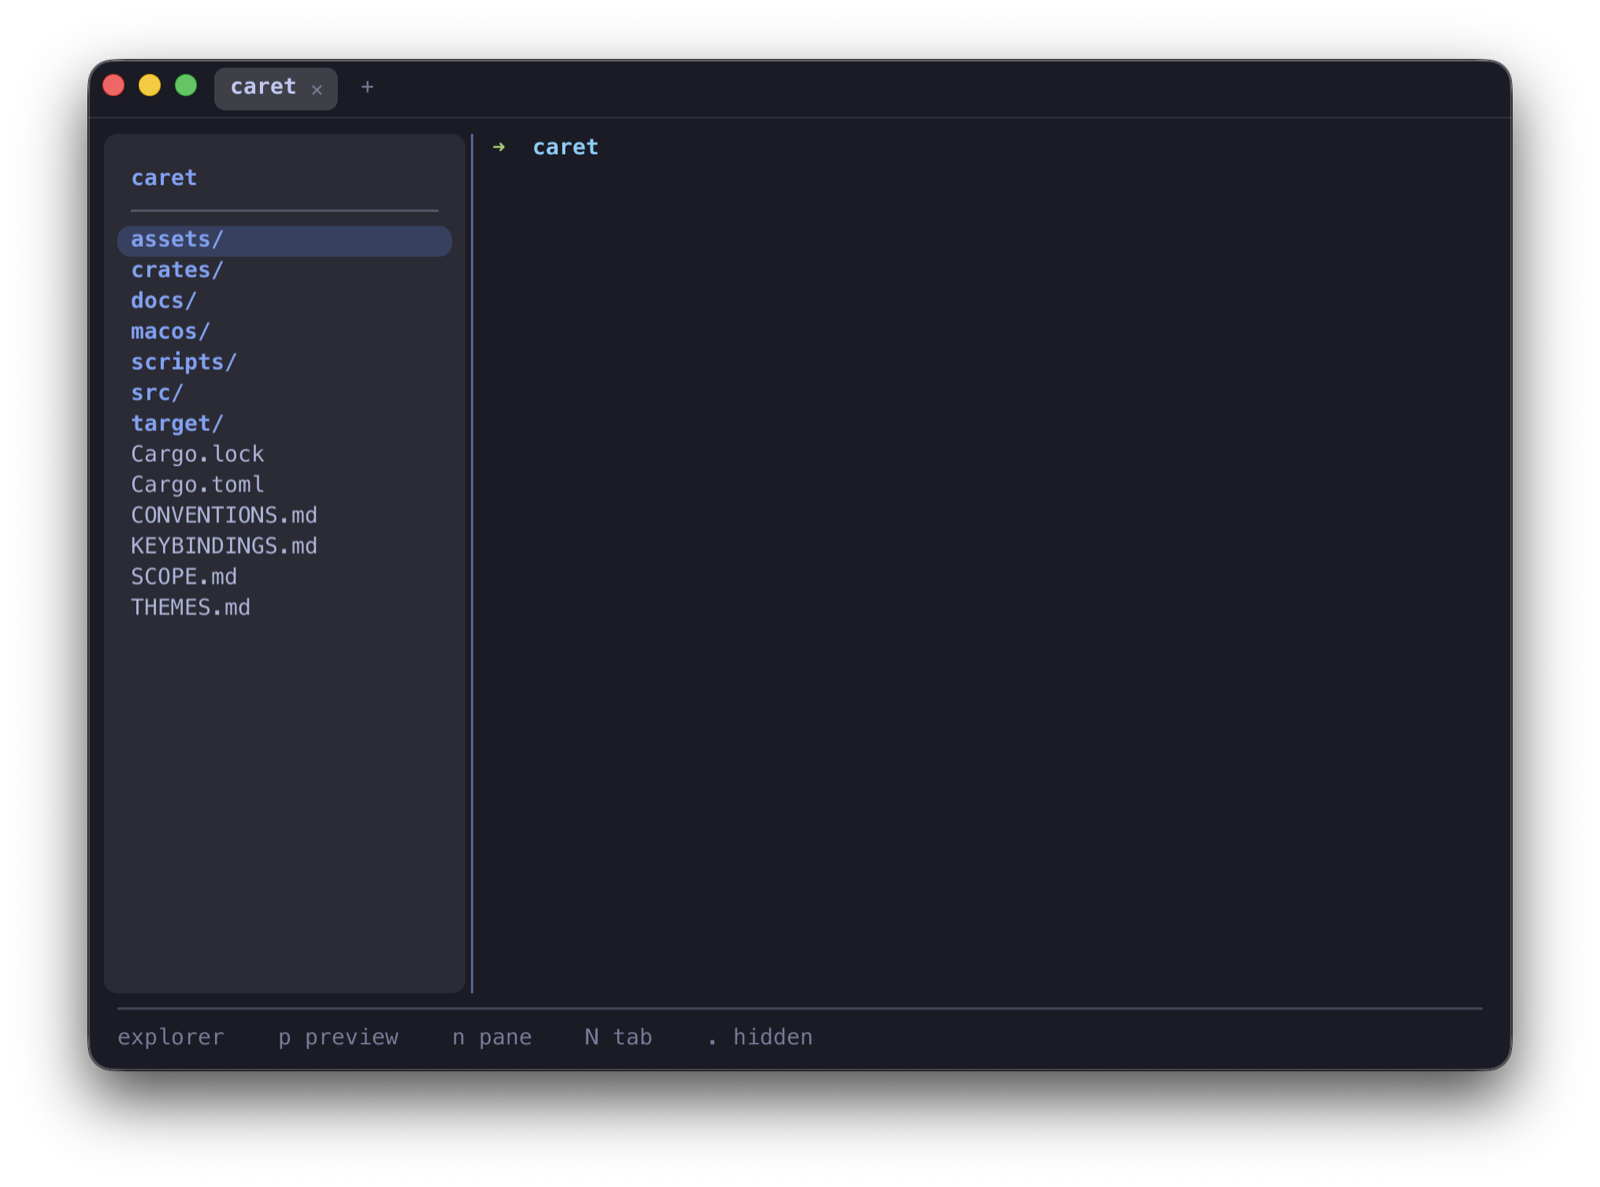 caret × +
caret
assets/
crates/
docs/
macos/
scripts/
src/
target/
Cargo.lock
Cargo.toml
CONVENTIONS.md
KEYBINDINGS.md
SCOPE.md
THEMES.md
➜ caret
explorer p preview n pane N tab . hidden